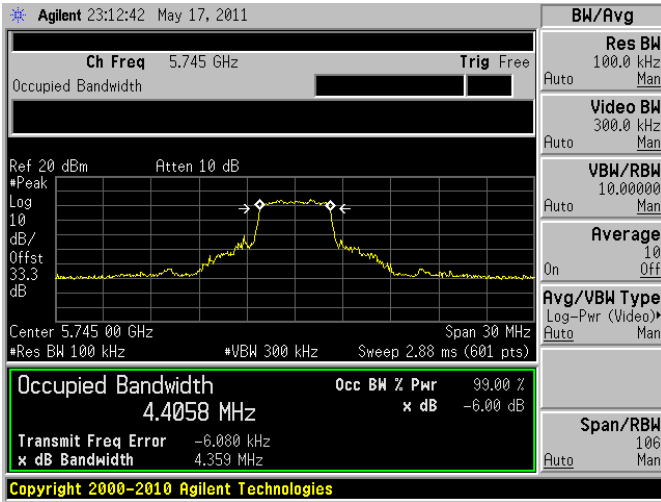 Agilent 23:12:42 May 17, 2011
BW/Avg
Ch Freq 5.745 GHz Trig Free
Occupied Bandwidth
Res BW
100.0 kHz
Auto Man
Video BW
300.0 kHz
Auto Man
VBW/RBW
10.00000
Auto Man
Average
10
On Off
Avg/VBW Type
Log-Pwr (Video)
Auto Man
Span/RBW
106
Auto Man
Ref 20 dBm Atten 10 dB
#Peak
Log
10
dB/
Offst
33.3
dB
Center 5.745 00 GHz Span 30 MHz
#Res BW 100 kHz #VBW 300 kHz Sweep 2.88 ms (601 pts)
Occupied Bandwidth Occ BW % Pwr 99.00 %
4.4058 MHz x dB -6.00 dB
Transmit Freq Error -6.080 kHz
x dB Bandwidth 4.359 MHz
Copyright 2000-2010 Agilent Technologies